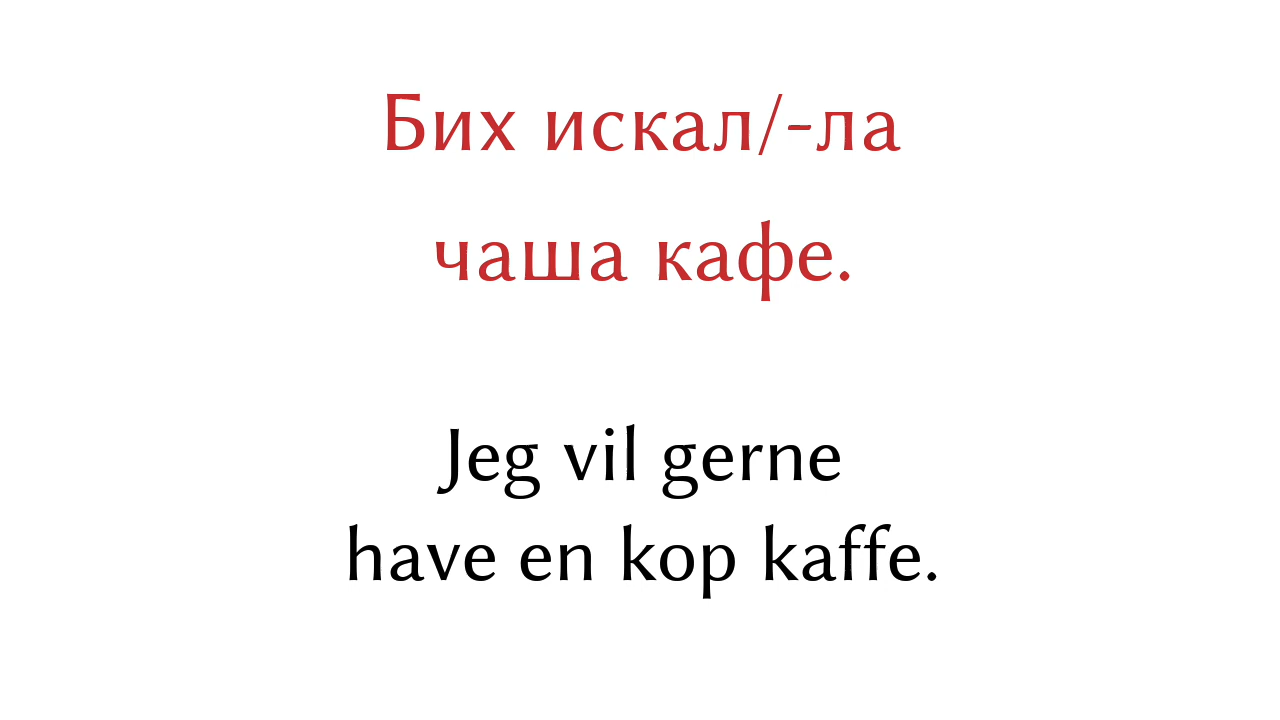 Бих искал/-ла
чаша кафе.
Jeg vil gerne
have en kop kaffe.